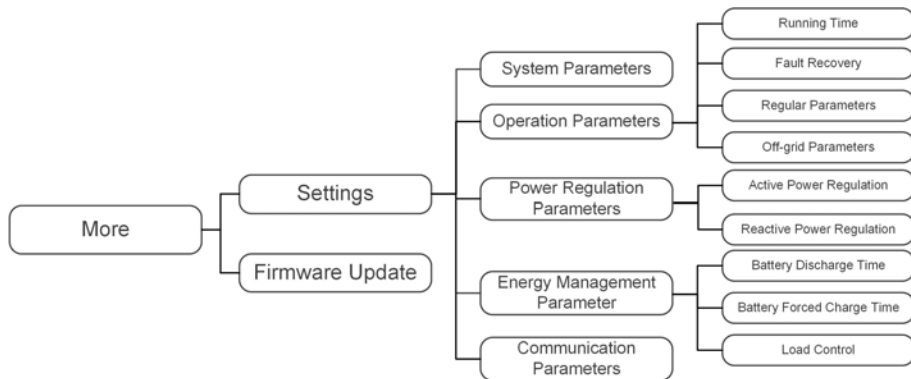 More
Settings
Firmware Update
System Parameters
Operation Parameters
Power Regulation
Parameters
Energy Management
Parameter
Communication
Parameters
Running Time
Fault Recovery
Regular Parameters
Off-grid Parameters
Active Power Regulation
Reactive Power Regulation
Battery Discharge Time
Battery Forced Charge Time
Load Control